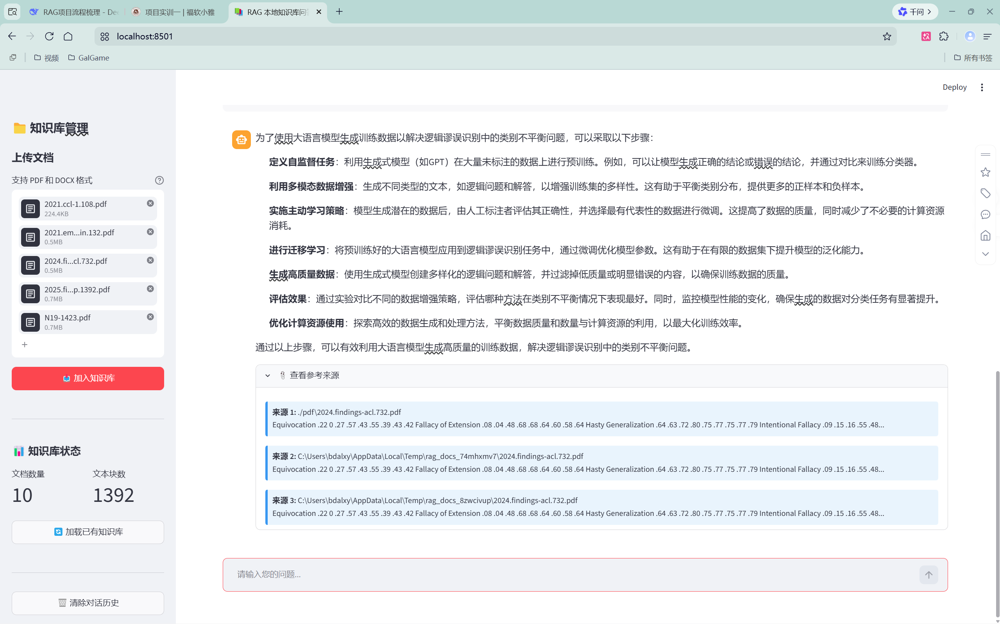 RAG项目流程梳理 - De
项目实训一 | 福软小雅
RAG 本地知识库问
千问
localhost:8501
视频
GalGame
所有书签
Deploy
知识库管理
上传文档
支持 PDF 和 DOCX 格式
2021.ccl-1.108.pdf
224.4KB
2021.em...in.132.pdf
0.5MB
2024.fi...cl.732.pdf
0.5MB
2025.fi...p.1392.pdf
0.7MB
N19-1423.pdf
0.7MB
加入知识库
知识库状态
文档数量 文本块数
10 1392
加载已有知识库
清除对话历史
为了使用大语言模型生成训练数据以解决逻辑谬误识别中的类别不平衡问题，可以采取以下步骤：
定义自监督任务：利用生成式模型（如GPT）在大量未标注的数据上进行预训练。例如，可以让模型生成正确的结论或错误的结论，并通过对比来训练分类器。
利用多模态数据增强：生成不同类型的文本，如逻辑问题和解答，以增强训练集的多样性。这有助于平衡类别分布，提供更多的正样本和负样本。
实施主动学习策略：模型生成潜在的数据后，由人工标注者评估其正确性，并选择最有代表性的数据进行微调。这提高了数据的质量，同时减少了不必要的计算资源
消耗。
进行迁移学习：将预训练好的大语言模型应用到逻辑谬误识别任务中，通过微调优化模型参数。这有助于在有限的数据集下提升模型的泛化能力。
生成高质量数据：使用生成式模型创建多样化的逻辑问题和解答，并过滤掉低质量或明显错误的内容，以确保训练数据的质量。
评估效果：通过实验对比不同的数据增强策略，评估哪种方法在类别不平衡情况下表现最好。同时，监控模型性能的变化，确保生成的数据对分类任务有显著提升。
优化计算资源使用：探索高效的数据生成和处理方法，平衡数据质量和数量与计算资源的利用，以最大化训练效率。
通过以上步骤，可以有效利用大语言模型生成高质量的训练数据，解决逻辑谬误识别中的类别不平衡问题。
查看参考来源
来源 1: ./pdf\2024.findings-acl.732.pdf
Equivocation .22 0 .27 .57 .43 .55 .39 .43 .42 Fallacy of Extension .08 .04 .48 .68 .68 .64 .60 .58 .64 Hasty Generalization .64 .63 .72 .80 .75 .77 .75 .77 .79 Intentional Fallacy .09 .15 .16 .55 .48...
来源 2: C:\Users\bdalxy\AppData\Local\Temp\rag_docs_74mhxmv7\2024.findings-acl.732.pdf
Equivocation .22 0 .27 .57 .43 .55 .39 .43 .42 Fallacy of Extension .08 .04 .48 .68 .68 .64 .60 .58 .64 Hasty Generalization .64 .63 .72 .80 .75 .77 .75 .77 .79 Intentional Fallacy .09 .15 .16 .55 .48...
来源 3: C:\Users\bdalxy\AppData\Local\Temp\rag_docs_8zwcivup\2024.findings-acl.732.pdf
Equivocation .22 0 .27 .57 .43 .55 .39 .43 .42 Fallacy of Extension .08 .04 .48 .68 .68 .64 .60 .58 .64 Hasty Generalization .64 .63 .72 .80 .75 .77 .75 .77 .79 Intentional Fallacy .09 .15 .16 .55 .48...
请输入您的问题...